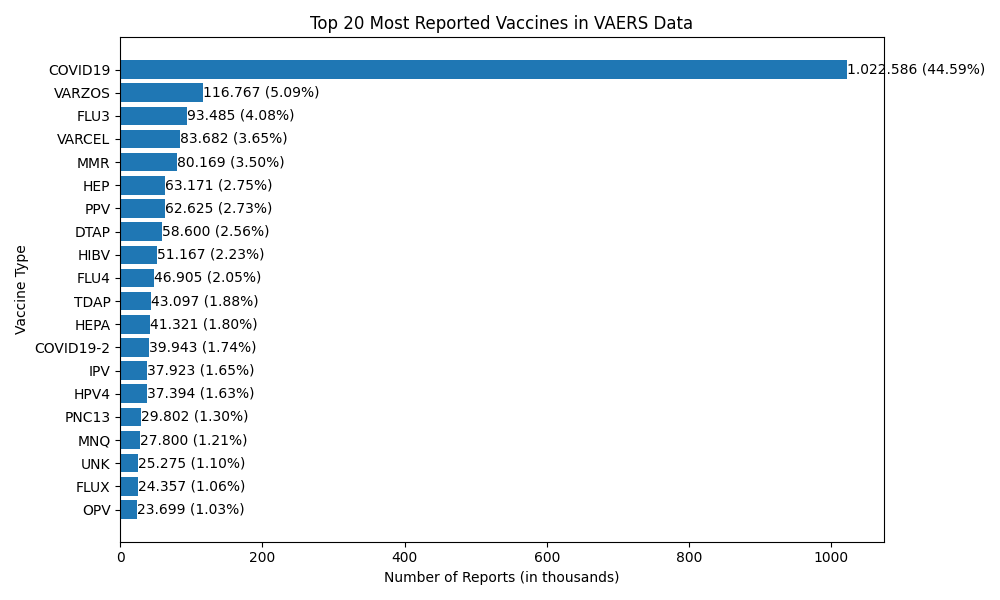 Top 20 Most Reported Vaccines in VAERS Data
COVID19 1.022.586 (44.59%)
VARZOS 116.767 (5.09%)
FLU3 93.485 (4.08%)
VARCEL 83.682 (3.65%)
MMR 80.169 (3.50%)
HEP 63.171 (2.75%)
PPV 62.625 (2.73%)
DTAP 58.600 (2.56%)
HIBV 51.167 (2.23%)
FLU4 46.905 (2.05%)
TDAP 43.097 (1.88%)
HEPA 41.321 (1.80%)
COVID19-2 39.943 (1.74%)
IPV 37.923 (1.65%)
HPV4 37.394 (1.63%)
PNC13 29.802 (1.30%)
MNQ 27.800 (1.21%)
UNK 25.275 (1.10%)
FLUX 24.357 (1.06%)
OPV 23.699 (1.03%)
Vaccine Type
0 200 400 600 800 1000
Number of Reports (in thousands)